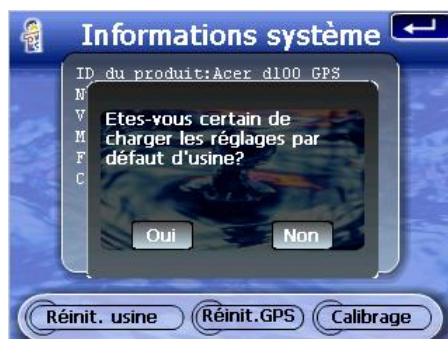 Informations système
ID du produit:Acer d100 GPS
N
V
M
F
C
Etes-vous certain de
charger les réglages par
défaut d'usine?
Oui Non
Réinit. usine Réinit.GPS Calibrage